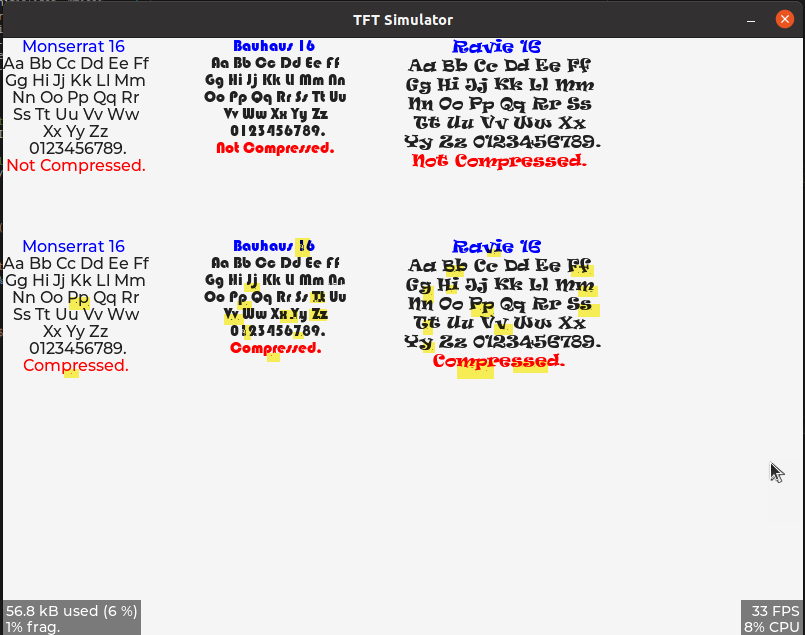 TFT Simulator
Monserrat 16
Aa Bb Cc Dd Ee Ff
Gg Hi Jj Kk Ll Mm
Nn Oo Pp Qq Rr
Ss Tt Uu Vv Ww
Xx Yy Zz
0123456789.
Not Compressed.
Bauhaus 16
Aa Bb Cc Dd Ee Ff
Gg Hi Jj Kk Ll Mm Nn
Oo Pp Qq Rr Ss Tt Uu
Vv Ww Xx Yy Zz
0123456789.
Not Compressed.
Ravie 16
Aa Bb Cc Dd Ee Ff
Gg Hi Jj Kk Ll Mm
Nn Oo Pp Qq Rr Ss
Tt Uu Vv Ww Xx
Yy Zz 0123456789.
Not Compressed.
Monserrat 16
Aa Bb Cc Dd Ee Ff
Gg Hi Jj Kk Ll Mm
Nn Oo Pp Qq Rr
Ss Tt Uu Vv Ww
Xx Yy Zz
0123456789.
Compressed.
Bauhaus 16
Aa Bb Cc Dd Ee Ff
Gg Hi Jj Kk Ll Mm Nn
Oo Pp Qq Rr Ss Tt Uu
Vv Ww Xx Yy Zz
0123456789.
Compressed.
Ravie 16
Aa Bb Cc Dd Ee Ff
Gg Hi Jj Kk Ll Mm
Nn Oo Pp Qq Rr Ss
Tt Uu Vv Ww Xx
Yy Zz 0123456789.
Compressed.
56.8 kB used (6 %)
1% frag.
33 FPS
8% CPU